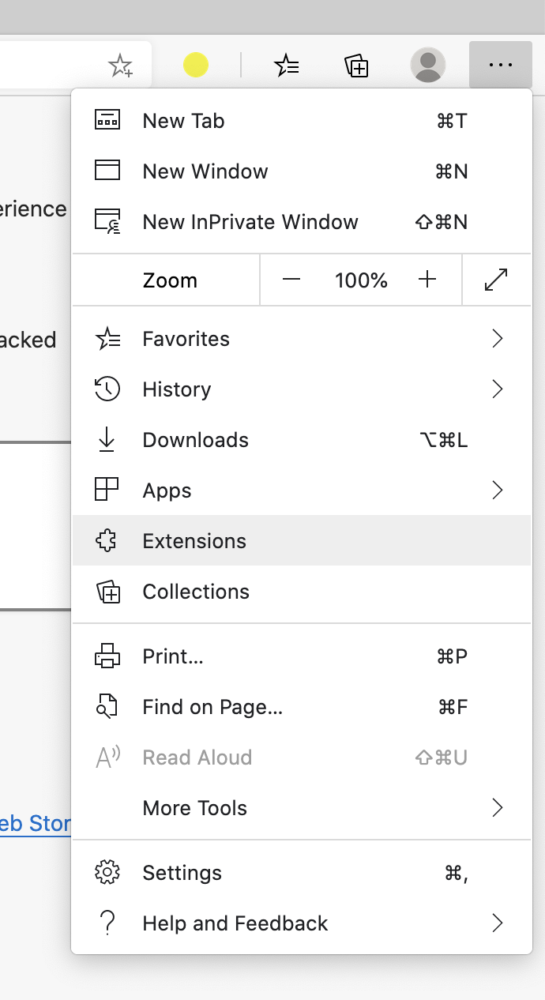 New Tab ⌘T
New Window ⌘N
erience
New InPrivate Window ⇧⌘N
Zoom — 100% +
acked
Favorites
History
Downloads ⌥⌘L
Apps
Extensions
Collections
Print... ⌘P
Find on Page... ⌘F
Read Aloud ⇧⌘U
More Tools
eb Stor
Settings ⌘,
Help and Feedback